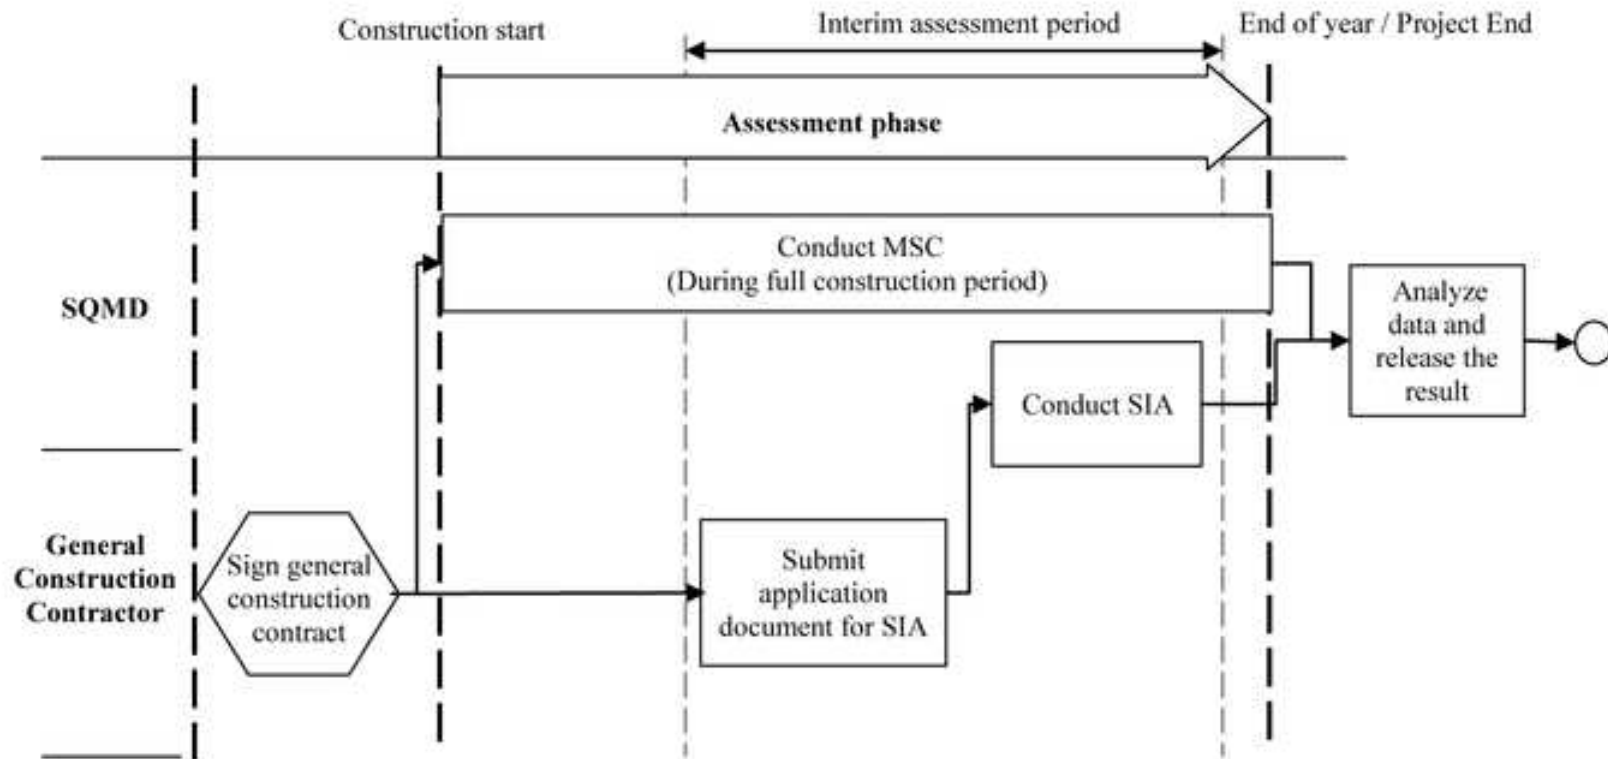 Construction start
Interim assessment period
End of year / Project End
Assessment phase
SQMD
Conduct MSC
(During full construction period)
Analyze
data and
release the
result
Conduct SIA
General
Construction
Contractor
Sign general
construction
contract
Submit
application
document for SIA